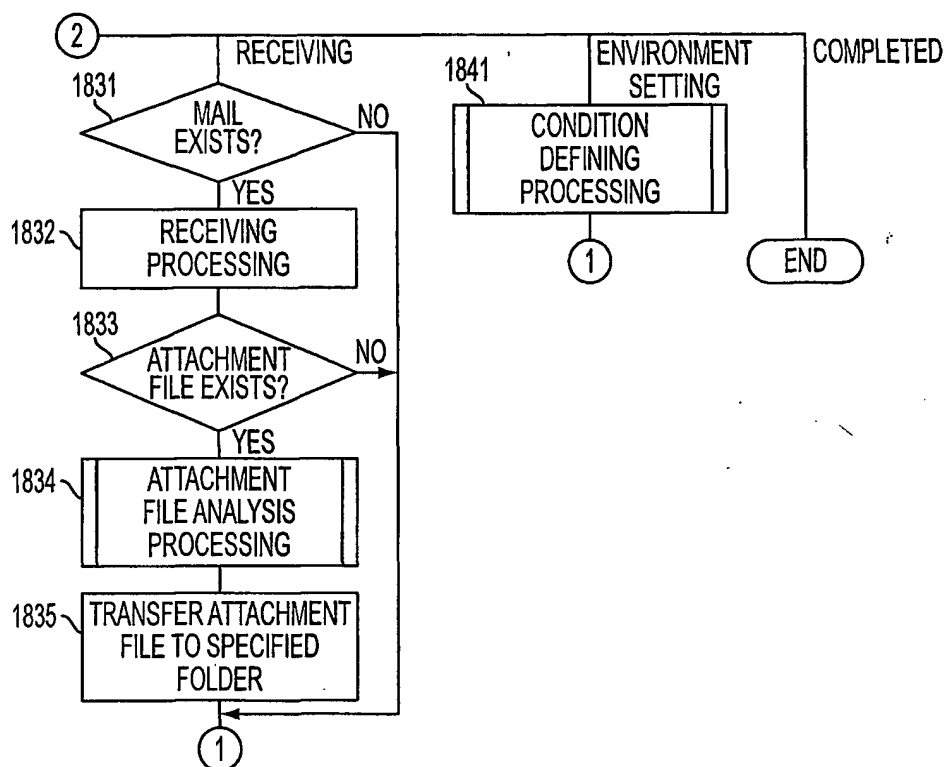 2
RECEIVING
ENVIRONMENT
SETTING
COMPLETED
1831
MAIL
EXISTS?
NO
YES
1832
RECEIVING
PROCESSING
1833
ATTACHMENT
FILE EXISTS?
NO
YES
1834
ATTACHMENT
FILE ANALYSIS
PROCESSING
1835
TRANSFER ATTACHMENT
FILE TO SPECIFIED
FOLDER
1
1841
CONDITION
DEFINING
PROCESSING
1
END